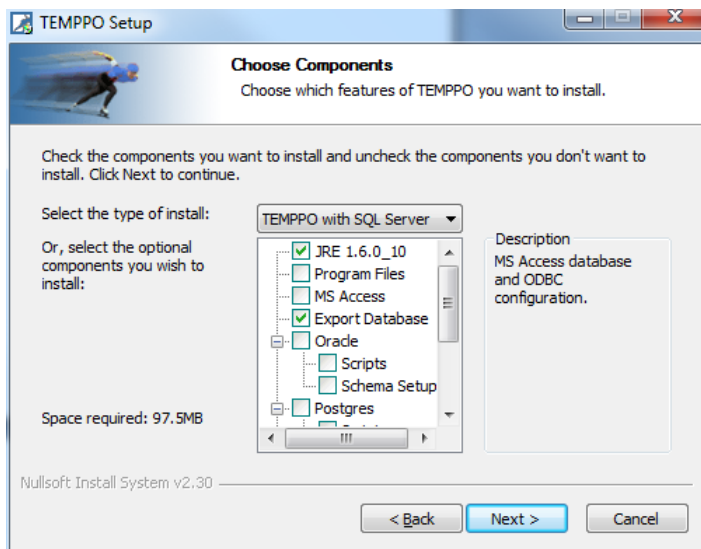 TEMPPO Setup
Choose Components
Choose which features of TEMPPO you want to install.
Check the components you want to install and uncheck the components you don't want to
install. Click Next to continue.
Select the type of install:
TEMPPO with SQL Server
Or, select the optional
components you wish to
install:
JRE 1.6.0_10
Program Files
MS Access
Export Database
Oracle
Scripts
Schema Setup
Postgres
Description
MS Access database
and ODBC
configuration.
Space required: 97.5MB
Nullsoft Install System v2.30
< Back
Next >
Cancel